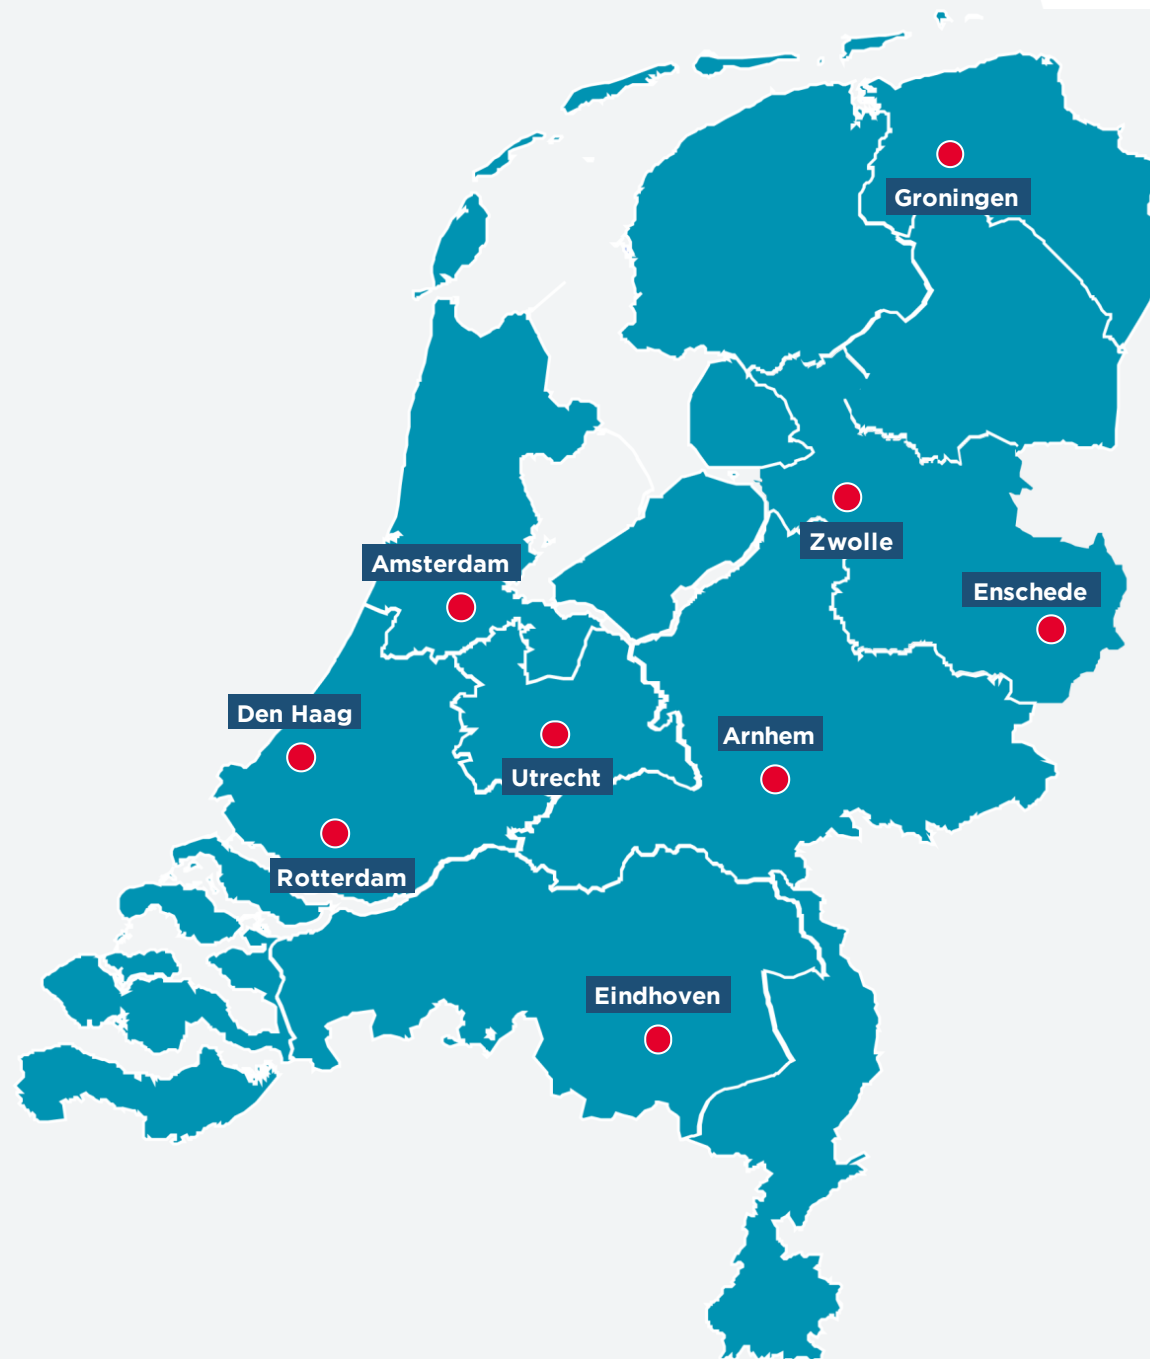 Groningen
Zwolle
Amsterdam
Enschede
Den Haag
Arnhem
Utrecht
Rotterdam
Eindhoven